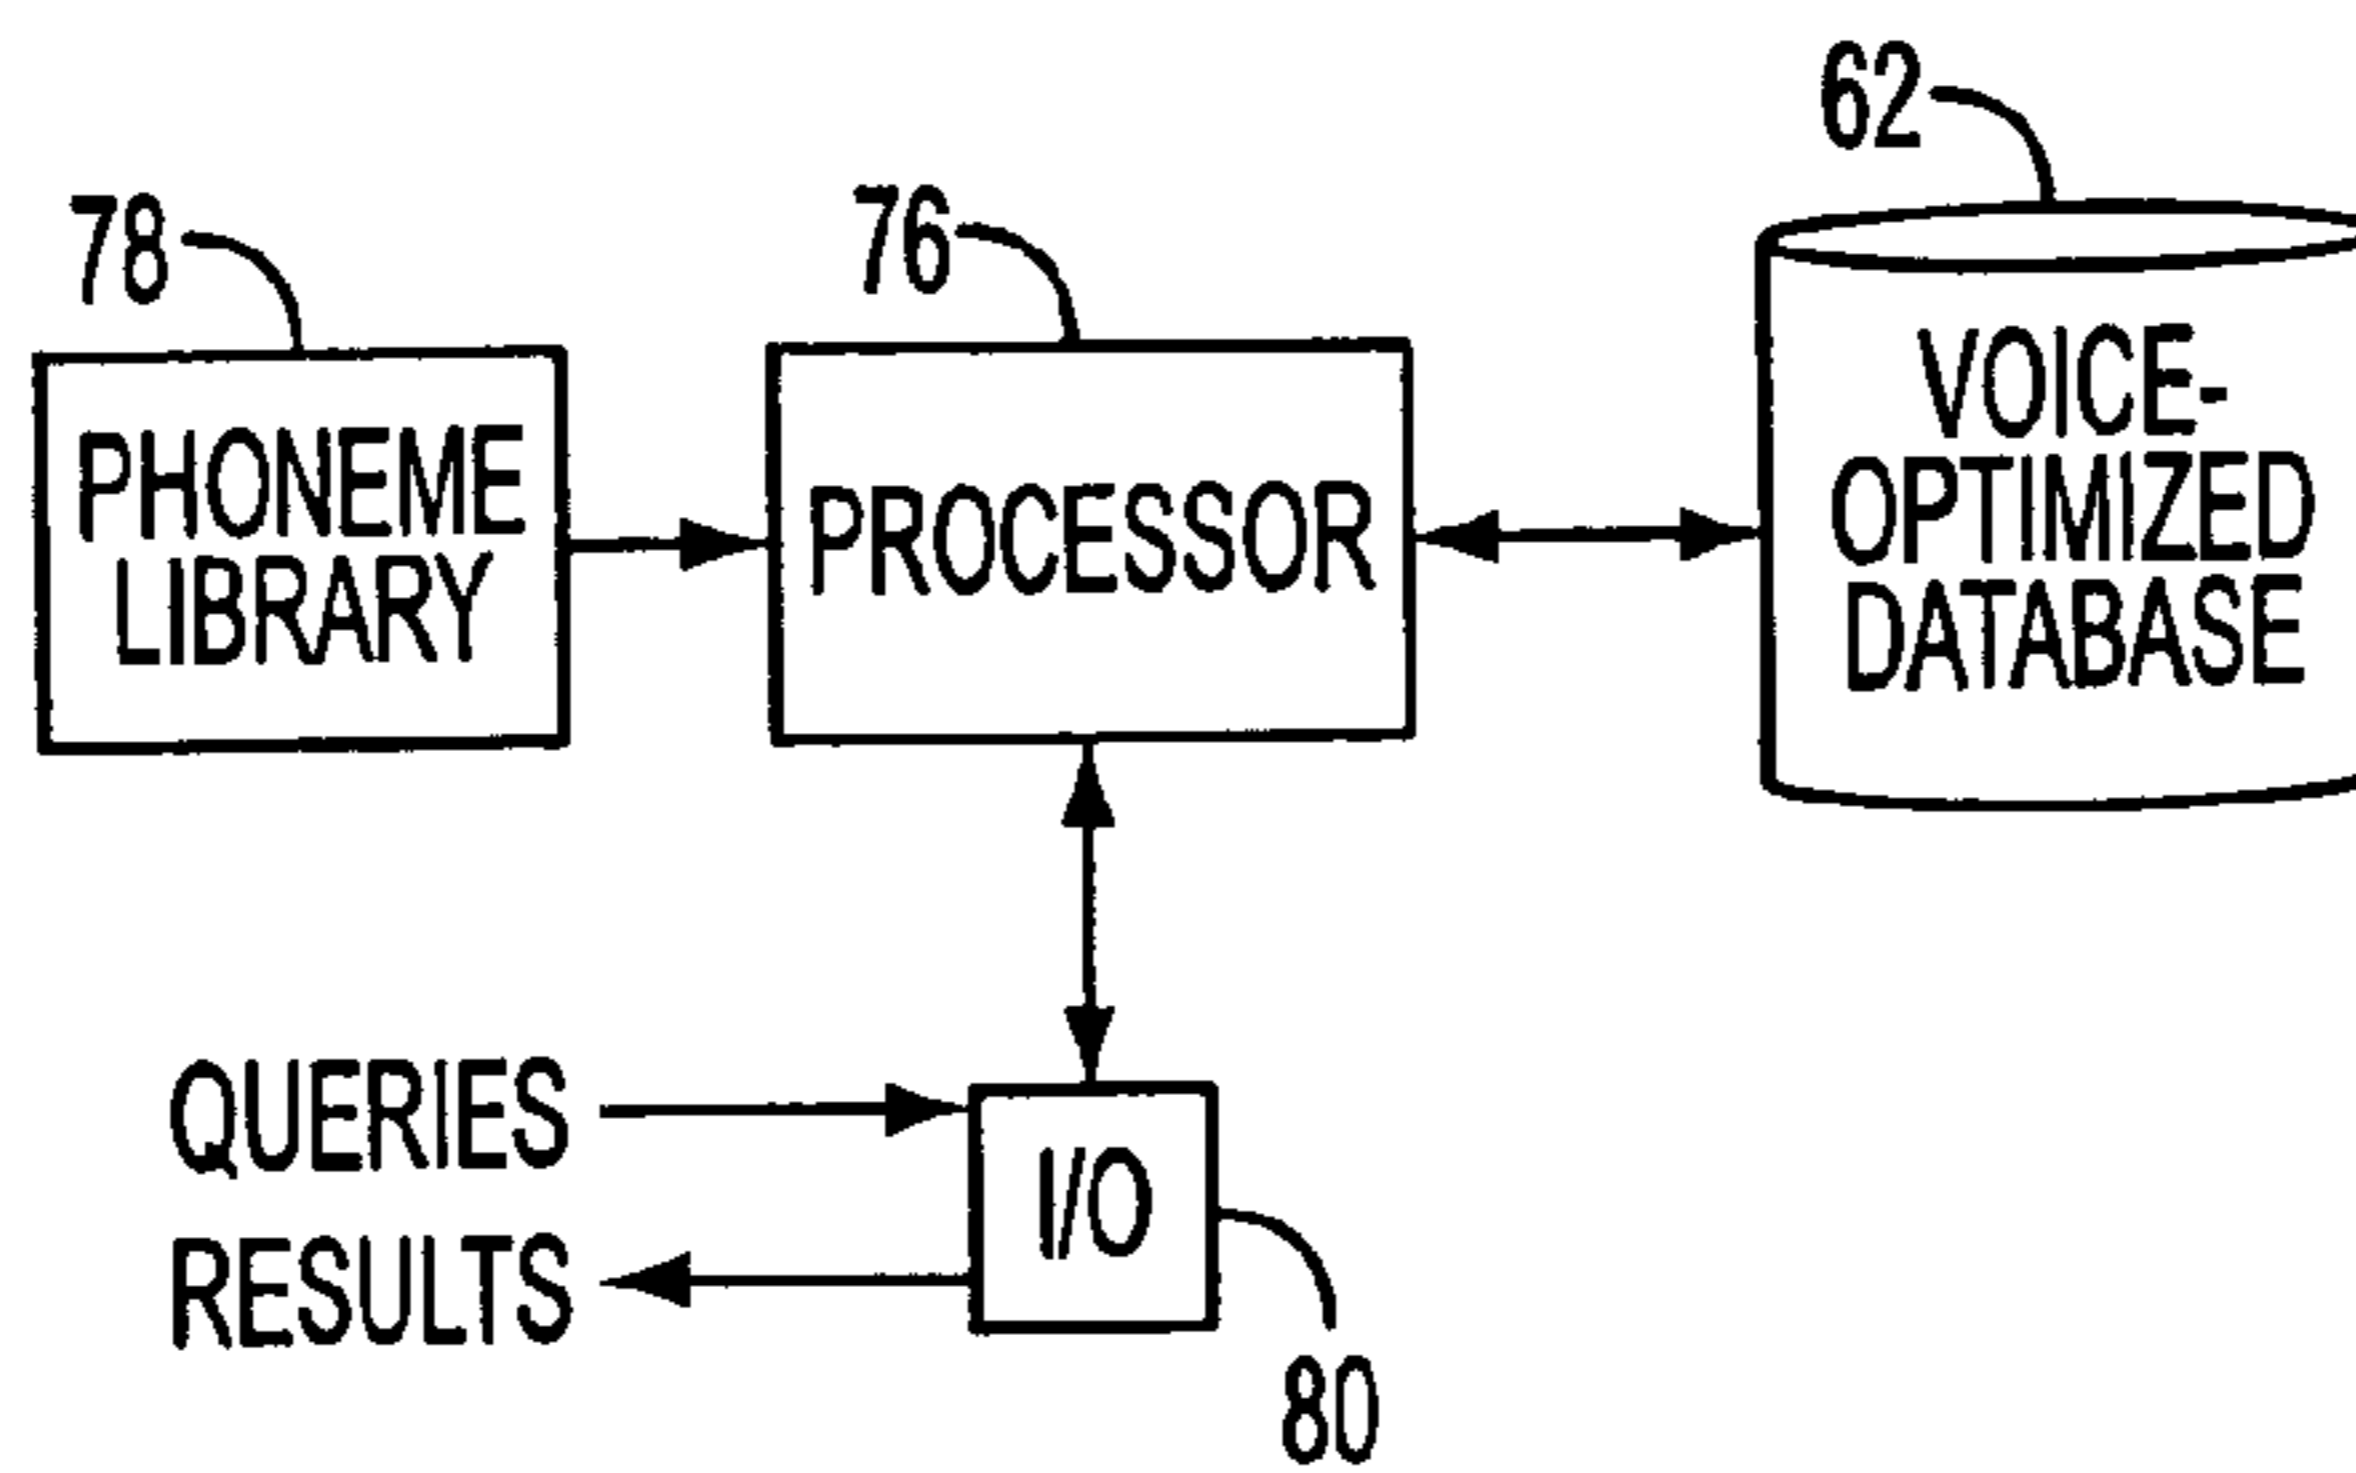 62
78
76
PHONEME
LIBRARY
PROCESSOR
VOICE-
OPTIMIZED
DATABASE
QUERIES
RESULTS
I/O
80